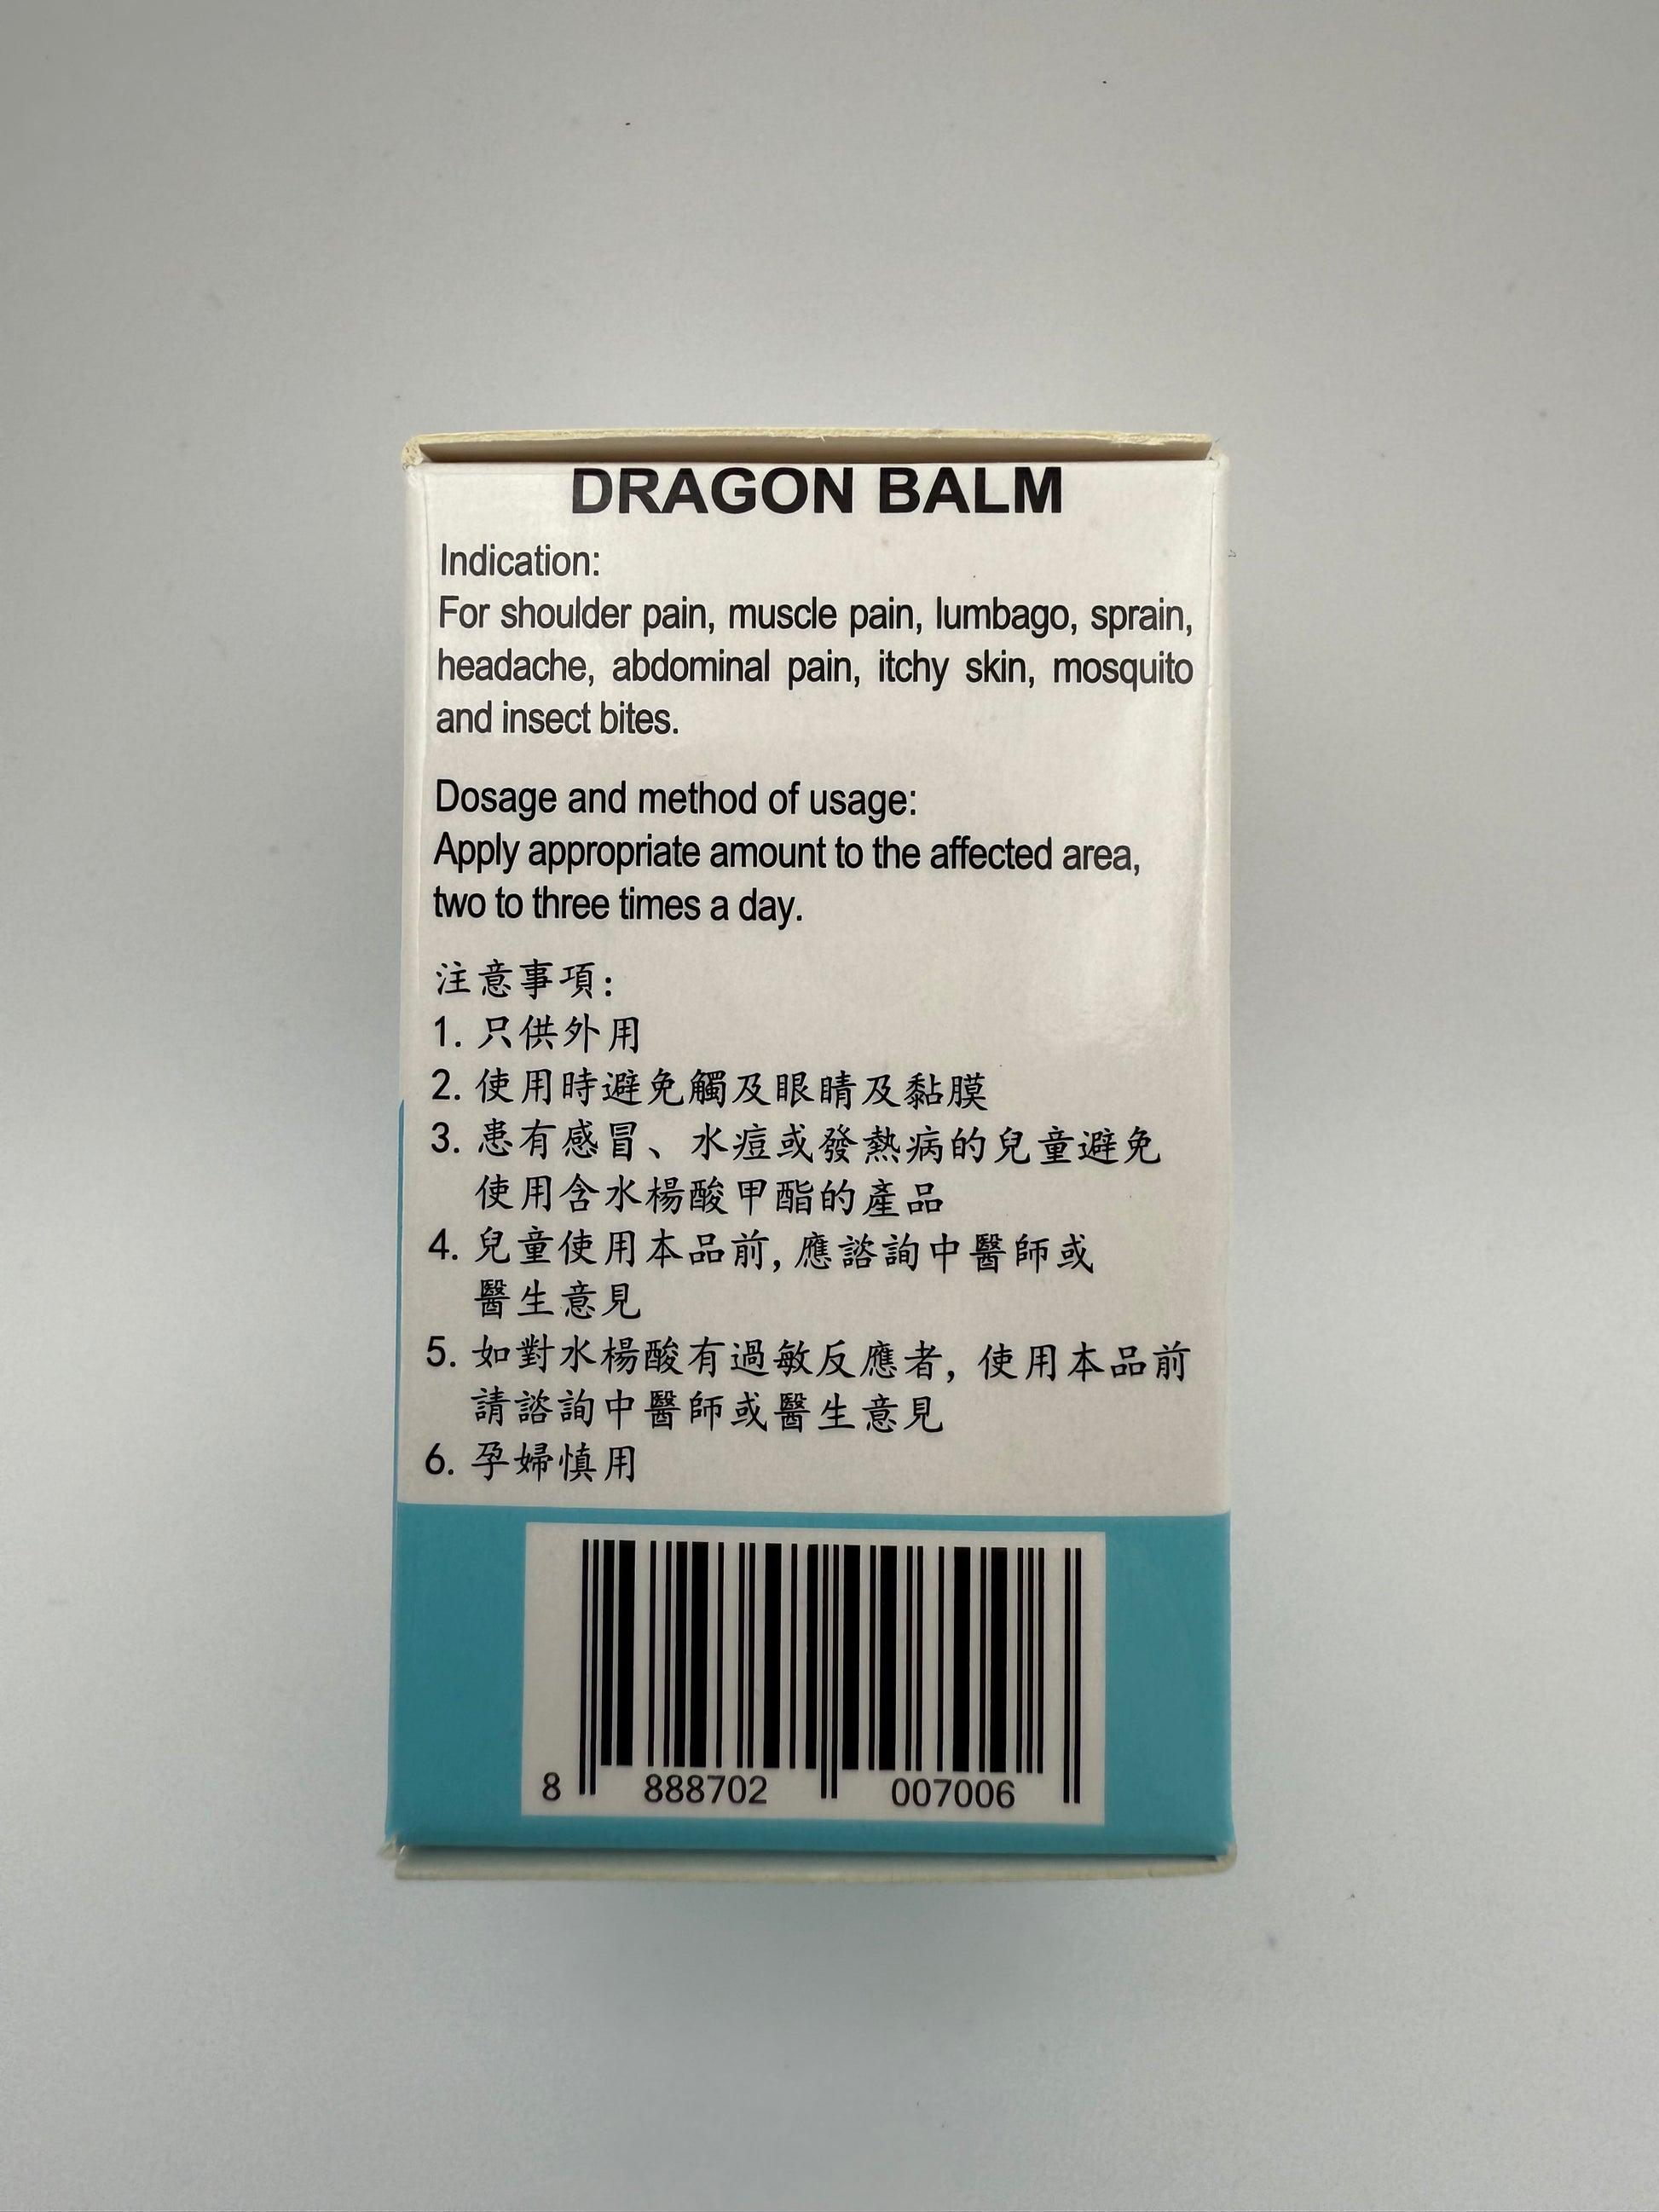 DRAGON BALM
Indication:
For shoulder pain, muscle pain, lumbago, sprain,
headache, abdominal pain, itchy skin, mosquito
and insect bites.
Dosage and method of usage:
Apply appropriate amount to the affected area,
two to three times a day.
注意事項:
1. 只供外用
2. 使用時避免觸及眼睛及黏膜
3. 患有感冒、水痘或發熱病的兒童避免
使用含水楊酸甲酯的產品
4. 兒童使用本品前, 應諮詢中醫師或
醫生意見
5. 如對水楊酸有過敏反應者, 使用本品前
請諮詢中醫師或醫生意見
6. 孕婦慎用
8 888702 007006